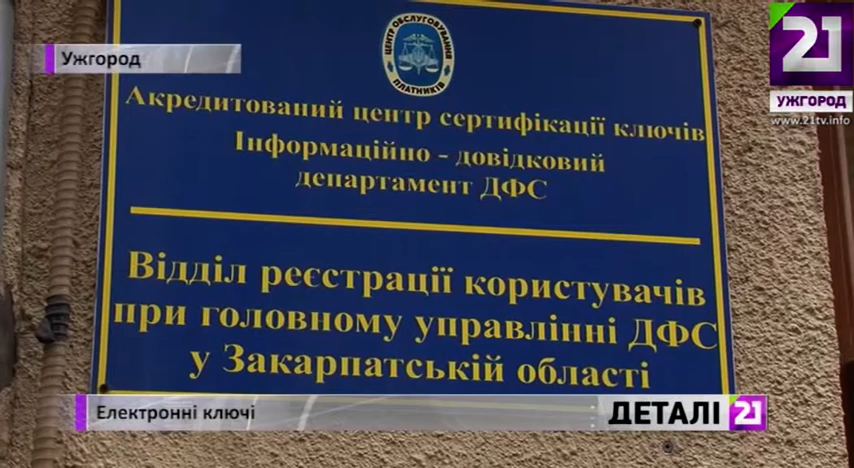 Ужгород
21
УЖГОРОД
www.21tv.info
ЦЕНТР ОБСЛУГОВУВАННЯ
ПЛАТНИКІВ
Акредитований центр сертифікації ключів
Інформаційно - довідковий
департамент ДФС
Відділ реєстрації користувачів
при головному управлінні ДФС
у Закарпатській області
Електронні ключі
ДЕТАЛІ 21